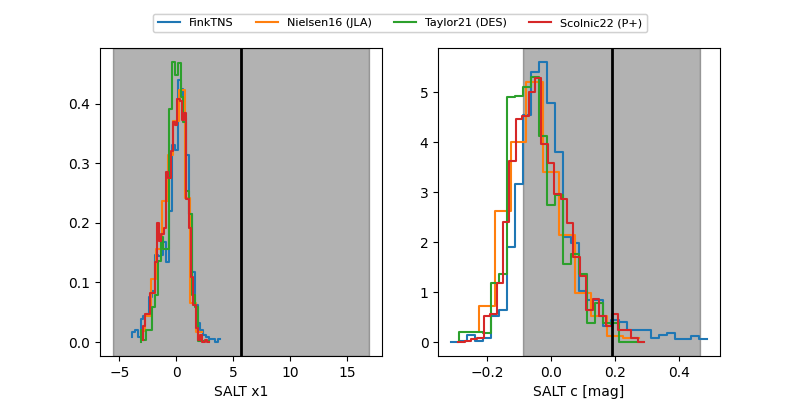 FinkTNS Nielsen16 (JLA) Taylor21 (DES) Scolnic22 (P+)
0.4
0.3
0.2
0.1
0.0
−5 0 5 10 15
SALT x1
5
4
3
2
1
0
−0.2 0.0 0.2 0.4
SALT c [mag]